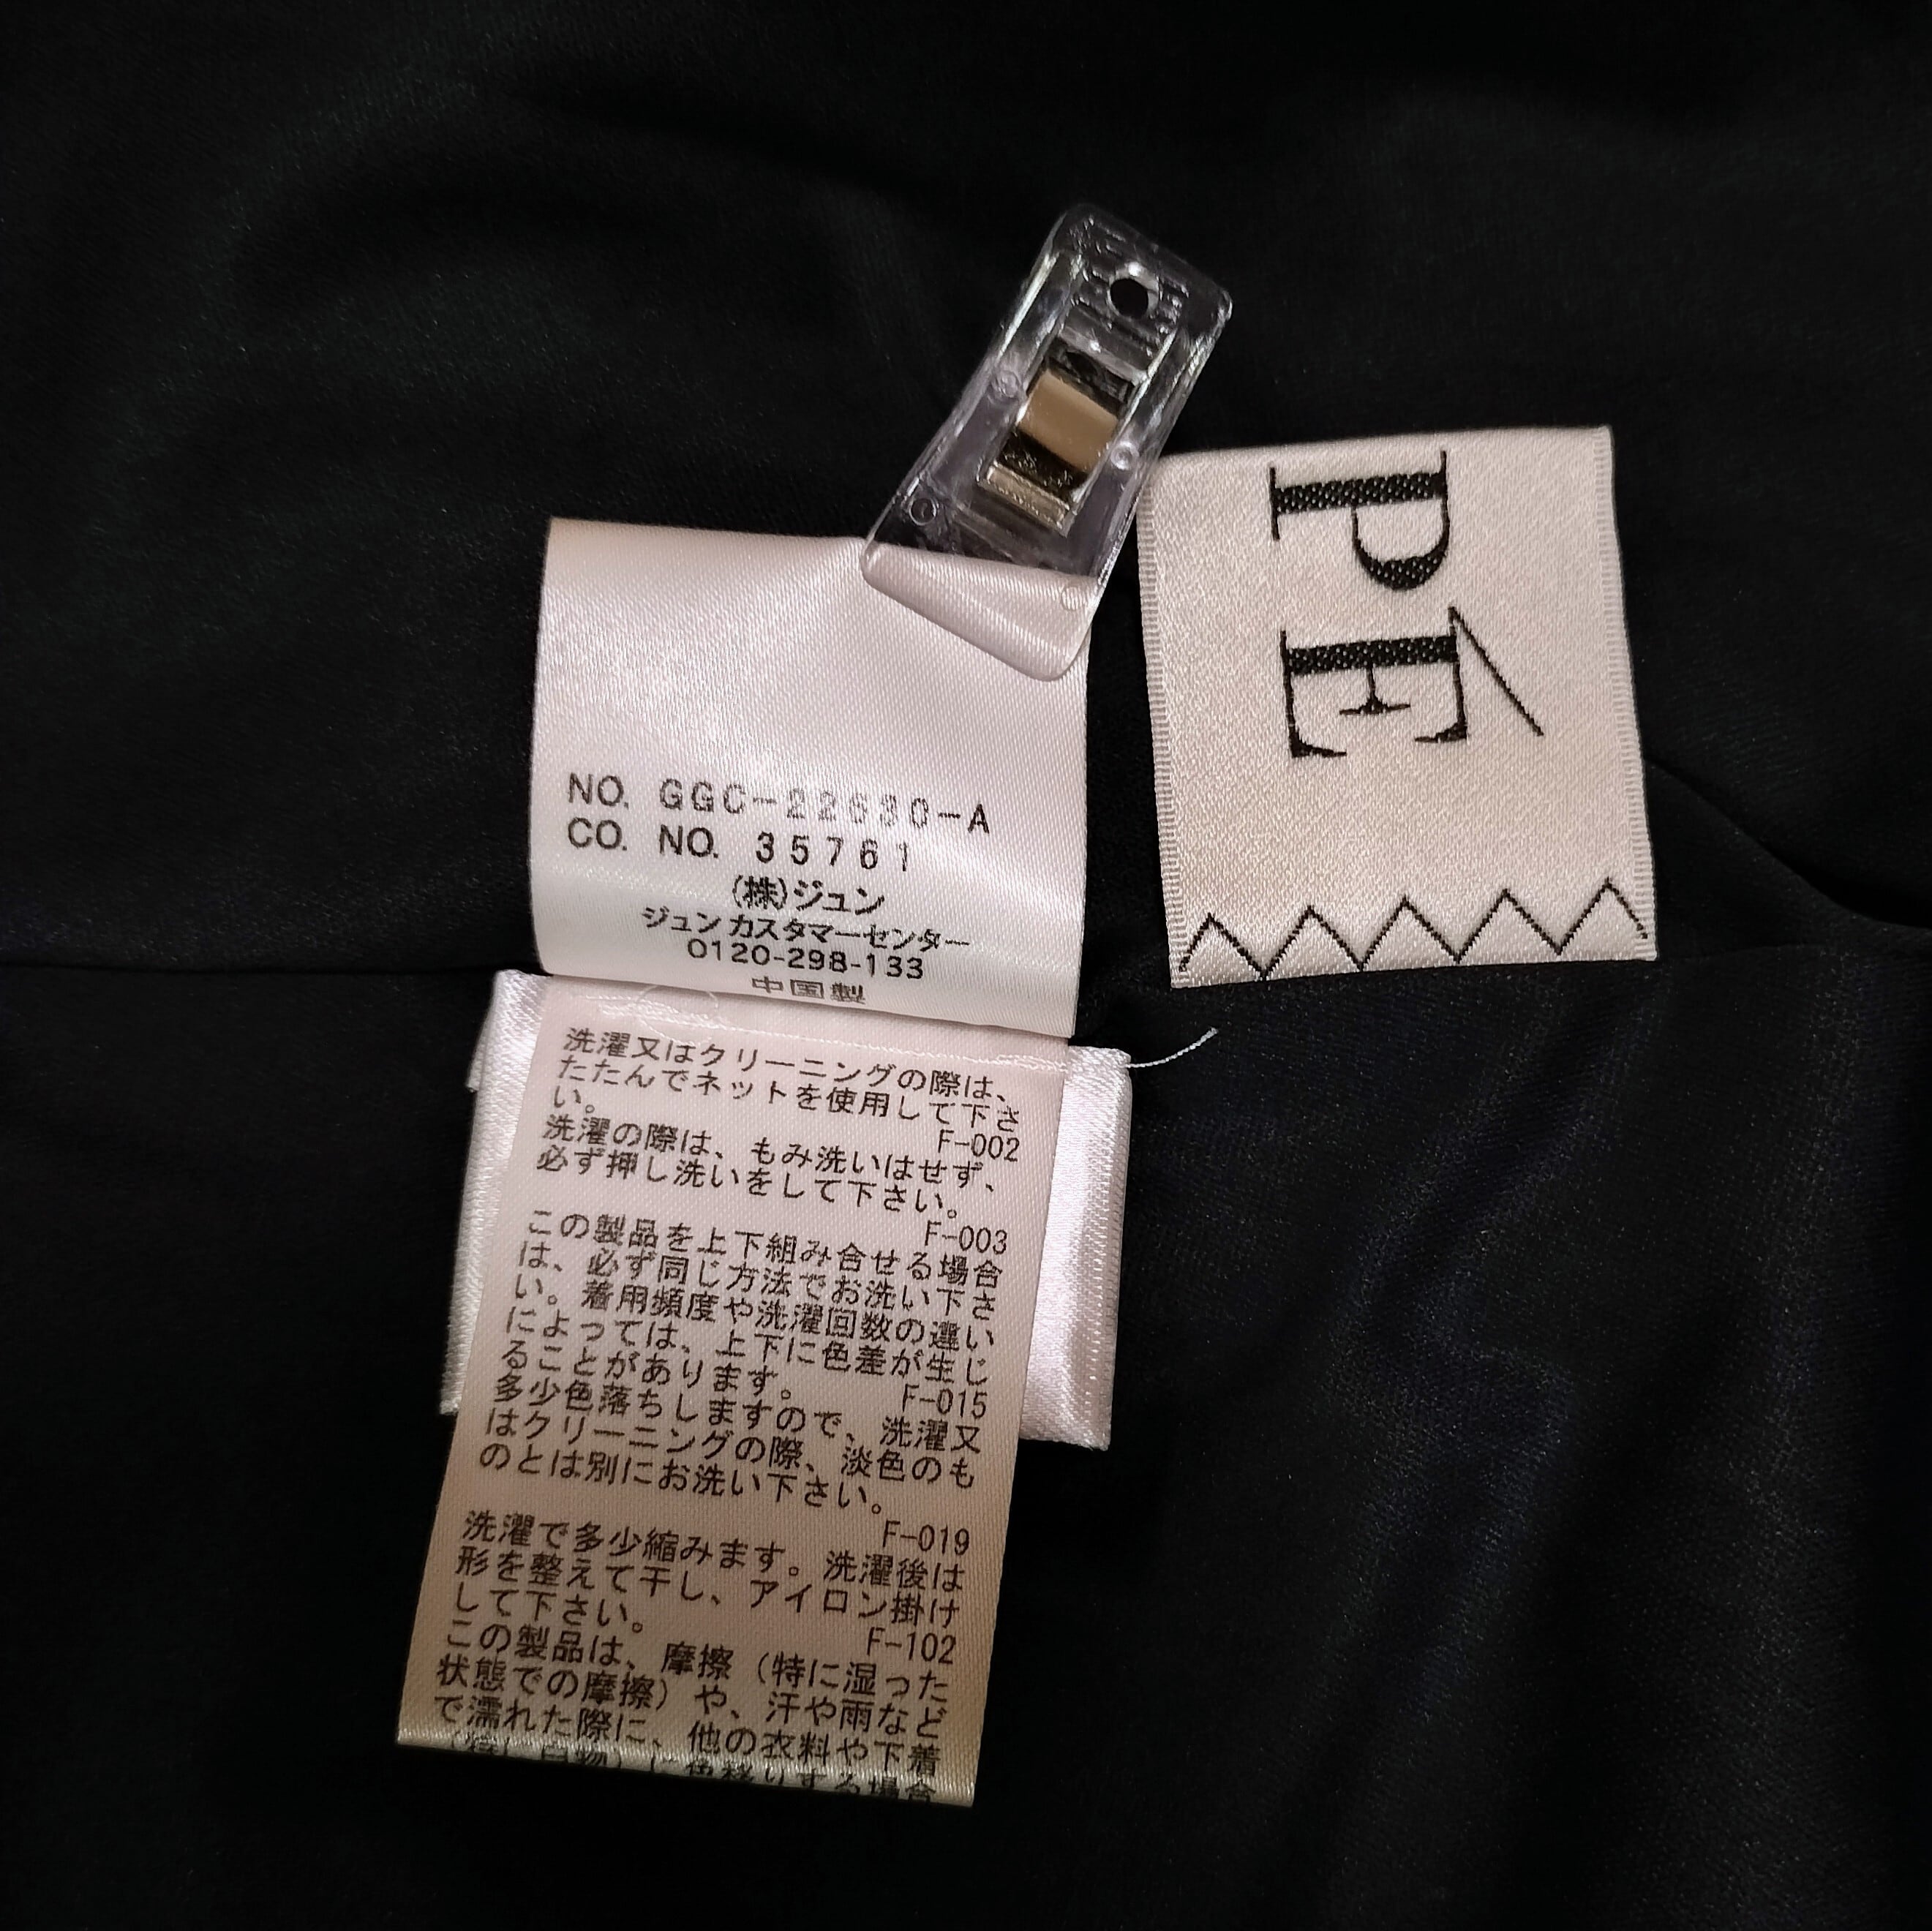 PÉ
NO. GGC-22630-A
CO. NO. 35761
(株)ジュン
ジュン カスタマーセンター
0120-298-133
中国製
洗濯又はクリーニングの際は、
たたんでネットを使用して下さ
い。
F-002
洗濯の際は、もみ洗いはせず、
必ず押し洗いをして下さい。
F-003
この製品を上下組み合せる場合
は、必ず同じ方法でお洗い下さ
い。着用頻度や洗濯回数の違い
によっては、上下に色差が生じ
ることがあります。
F-015
多少色落ちしますので、洗濯又
はクリーニングの際、淡色のも
のとは別にお洗い下さい。
F-019
洗濯で多少縮みます。洗濯後は
形を整えて干し、アイロン掛け
して下さい。
F-102
この製品は、摩擦（特に湿った
状態での摩擦）や、汗や雨など
で濡れた際に、他の衣料や下着
（特に白物）に色移りする場合